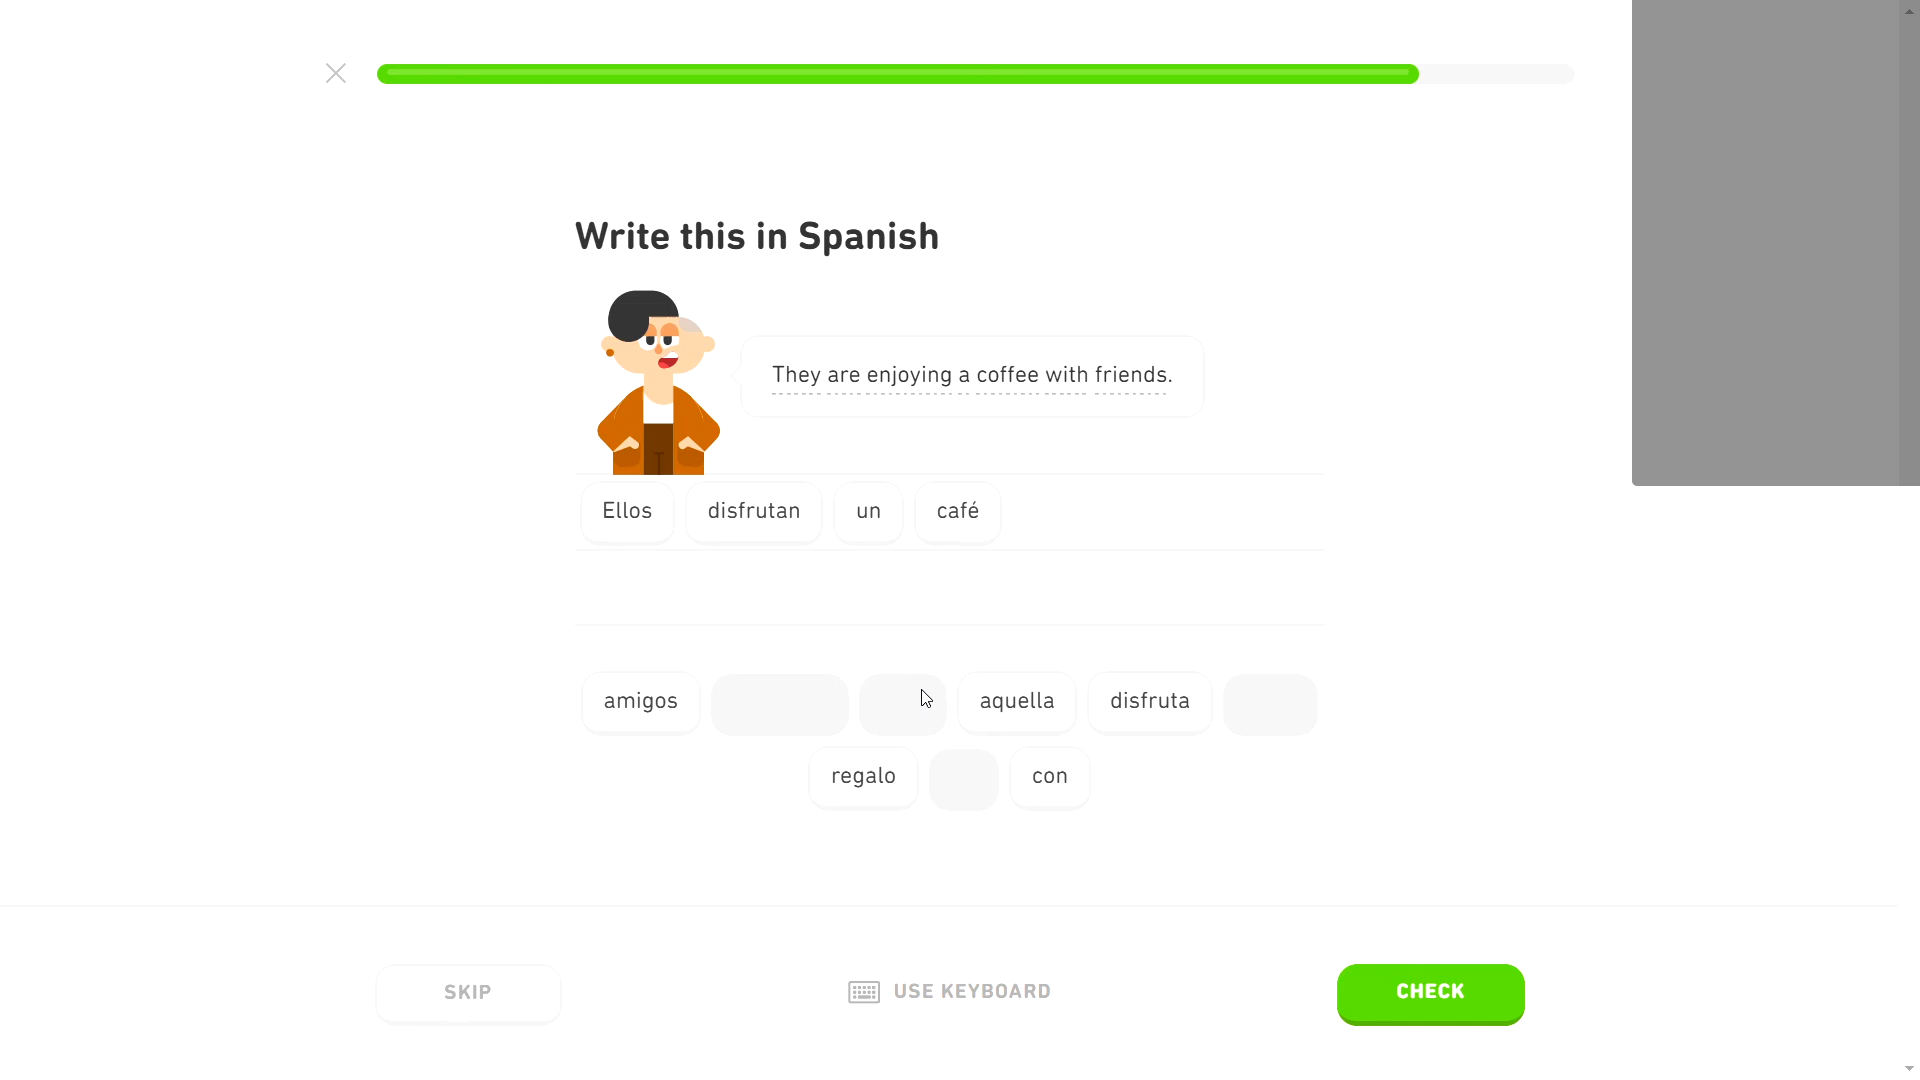 Write this in Spanish
They are enjoying a coffee with friends.
Ellos disfrutan un café
amigos aquella disfruta
regalo con
SKIP USE KEYBOARD CHECK